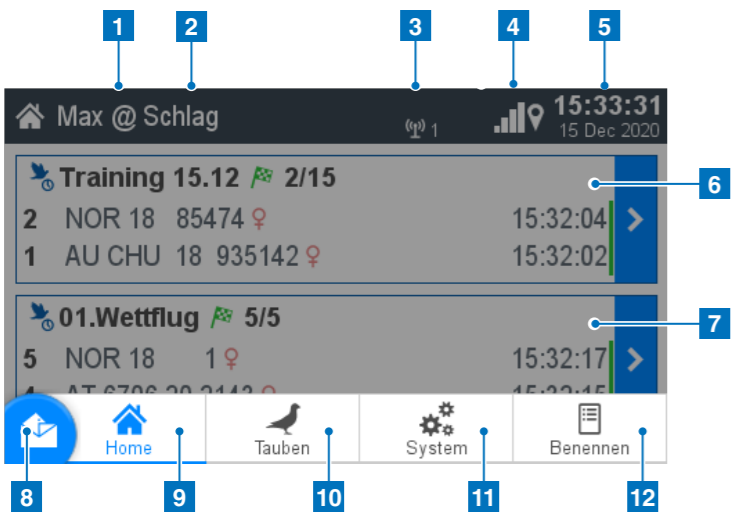 1 2 3 4 5
Max @ Schlag 1 15:33:31
15 Dec 2020
Training 15.12 2/15
6
2 NOR 18 85474 ♀ 15:32:04
1 AU CHU 18 935142 ♀ 15:32:02
01.Wettflug 5/5
7
5 NOR 18 1 ♀ 15:32:17
Home Tauben System Benennen
8 9 10 11 12